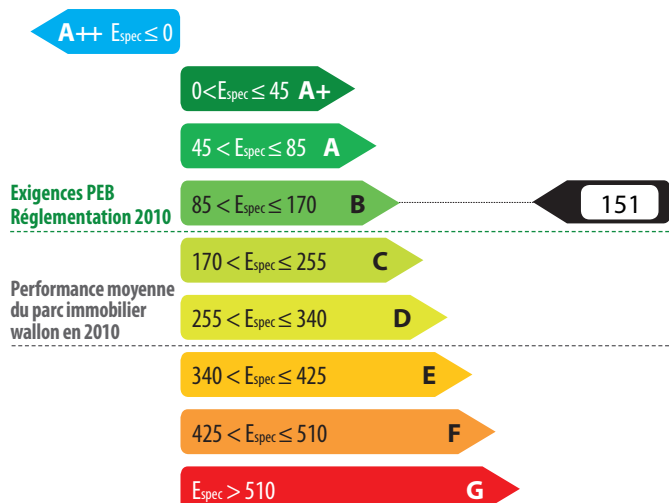 A++ Espec ≤ 0
0<Espec ≤ 45 A+
45 < Espec ≤ 85 A
Exigences PEB
Réglementation 2010
85 < Espec ≤ 170 B
151
170 < Espec ≤ 255 C
Performance moyenne
du parc immobilier
wallon en 2010
255 < Espec ≤ 340 D
340 < Espec ≤ 425 E
425 < Espec ≤ 510 F
Espec > 510 G